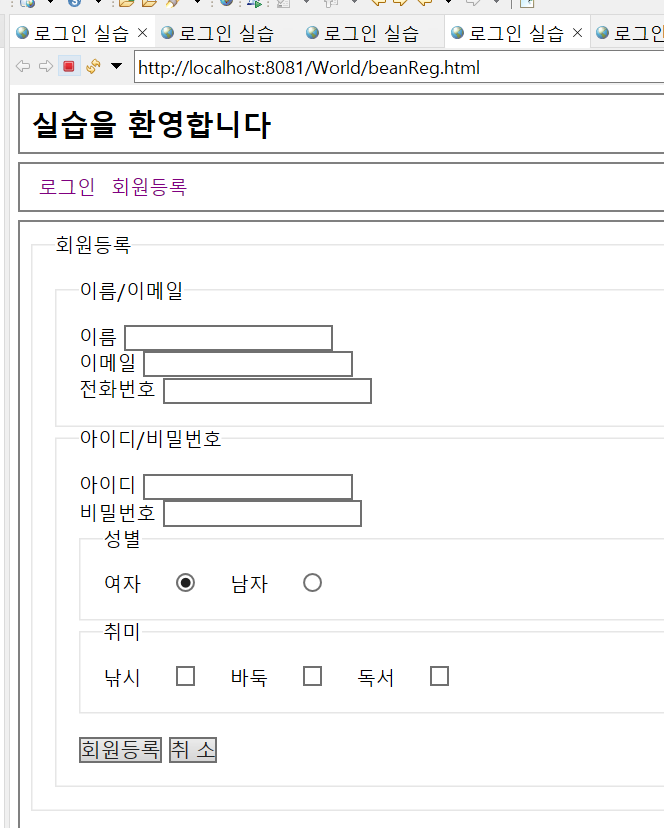 로그인 실습 로그인 실습 로그인 실습 로그인 실습 로그인
http://localhost:8081/World/beanReg.html
실습을 환영합니다
로그인 회원등록
회원등록
이름/이메일
이름
이메일
전화번호
아이디/비밀번호
아이디
비밀번호
성별
여자 남자
취미
낚시 바둑 독서
회원등록 취 소